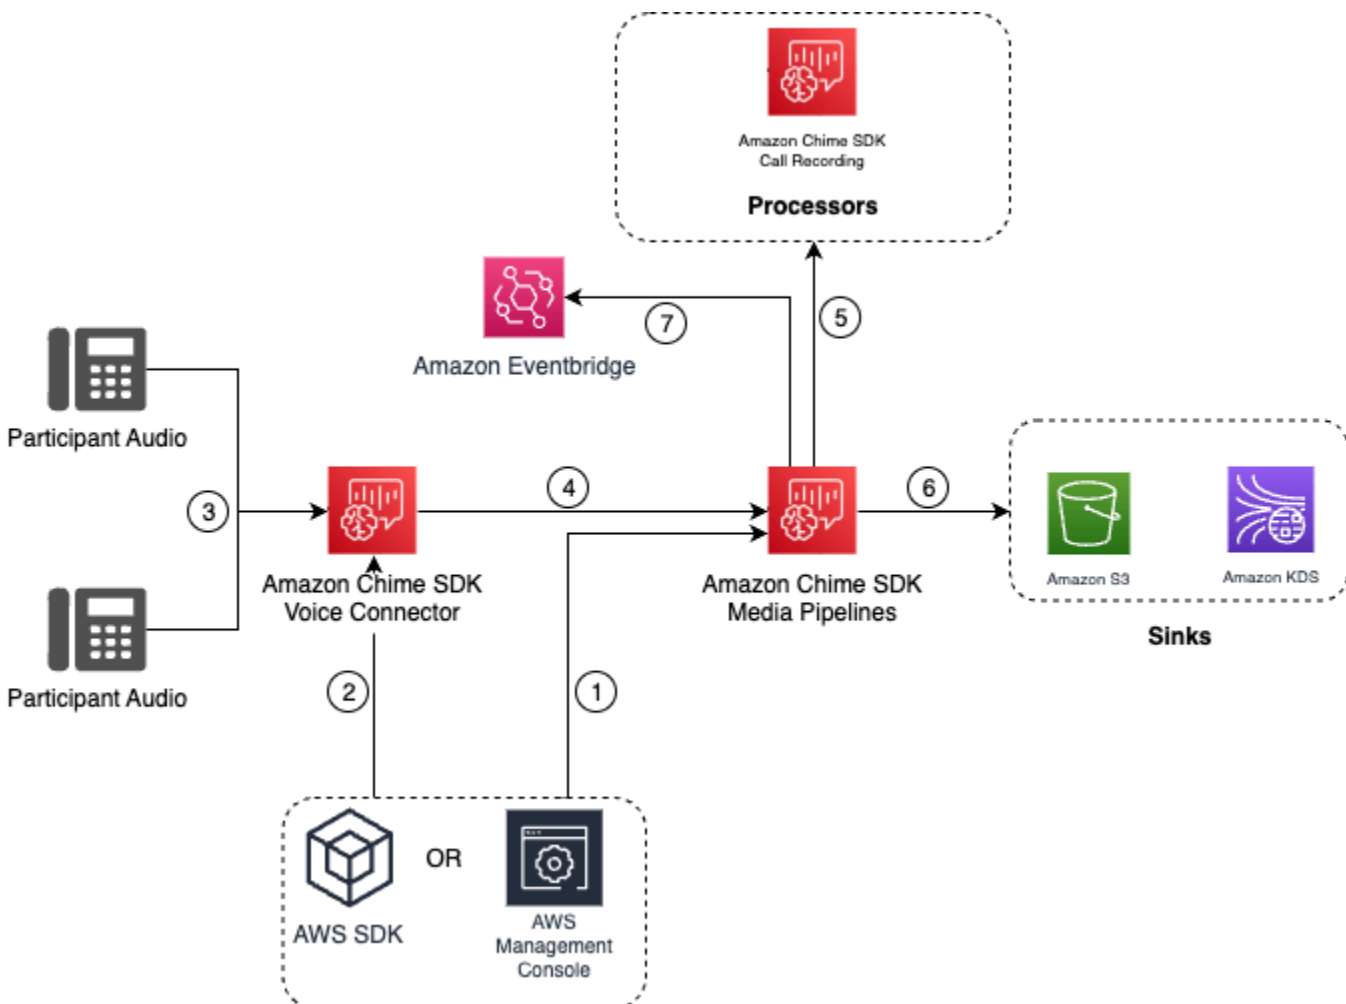 Amazon Chime SDK
Call Recording
Processors
7
5
Amazon Eventbridge
Participant Audio
3
4
6
Amazon Chime SDK
Voice Connector
Amazon Chime SDK
Media Pipelines
Amazon S3
Amazon KDS
Sinks
Participant Audio
2
1
OR
AWS SDK
AWS
Management
Console